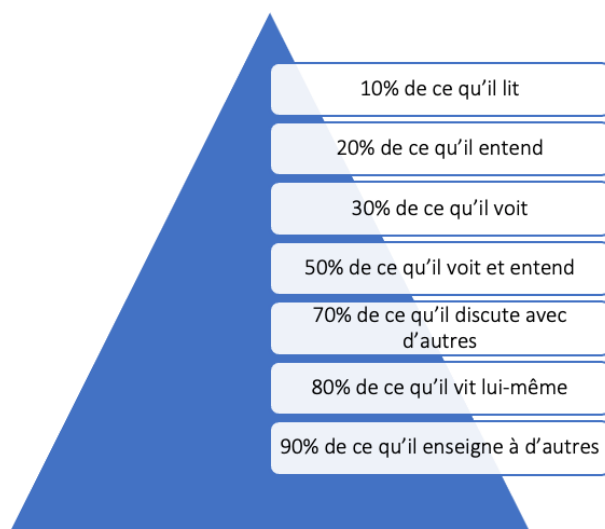 10% de ce qu’il lit
20% de ce qu’il entend
30% de ce qu’il voit
50% de ce qu’il voit et entend
70% de ce qu’il discute avec
d’autres
80% de ce qu’il vit lui-même
90% de ce qu’il enseigne à d’autres